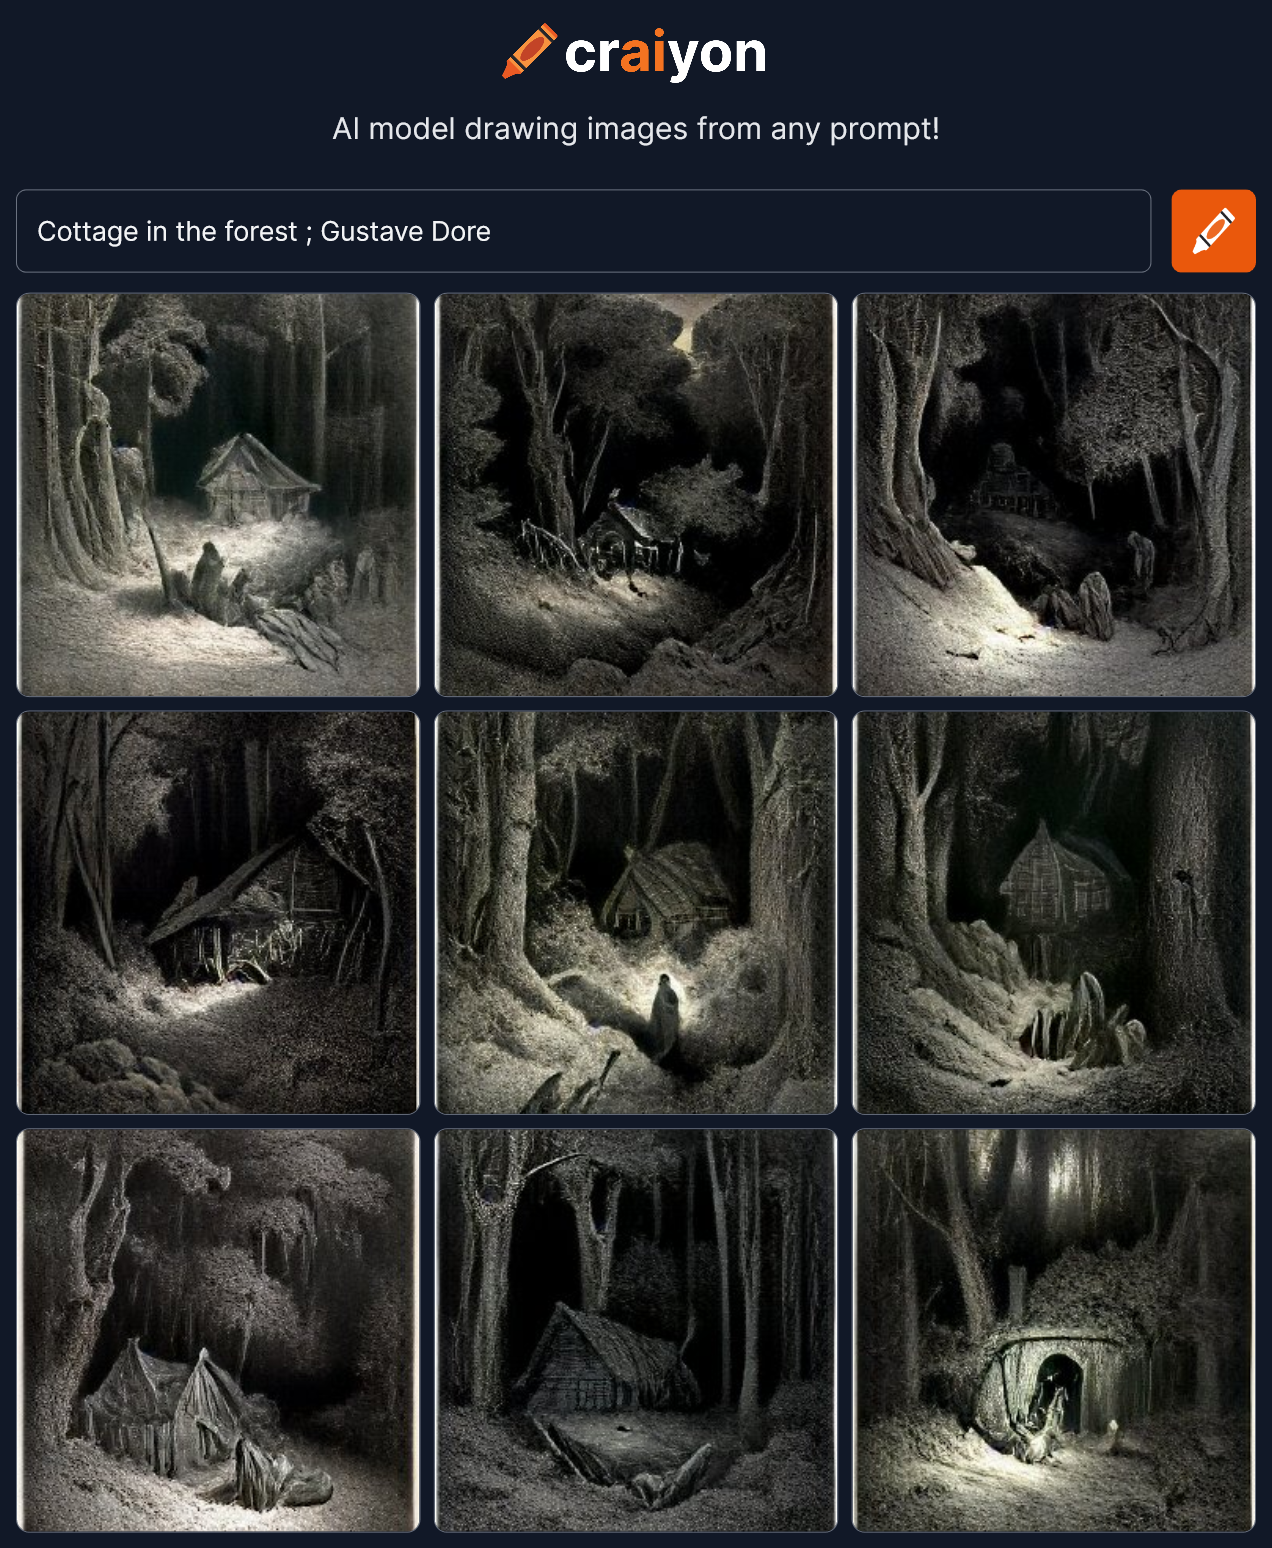 craiyon
AI model drawing images from any prompt!
Cottage in the forest ; Gustave Dore